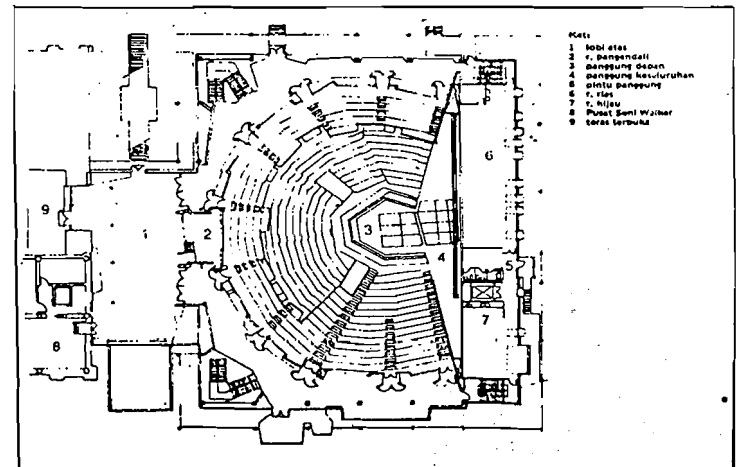 Ket:
1 lobi atas
2 r. pengendali
3 panggung depan
4 panggung keseluruhan
5 pintu panggung
6 r. rias
7 r. hijau
8 Pusat Seni Walker
9 teras terbuka
9
1
2
3
4
6
5
7
8